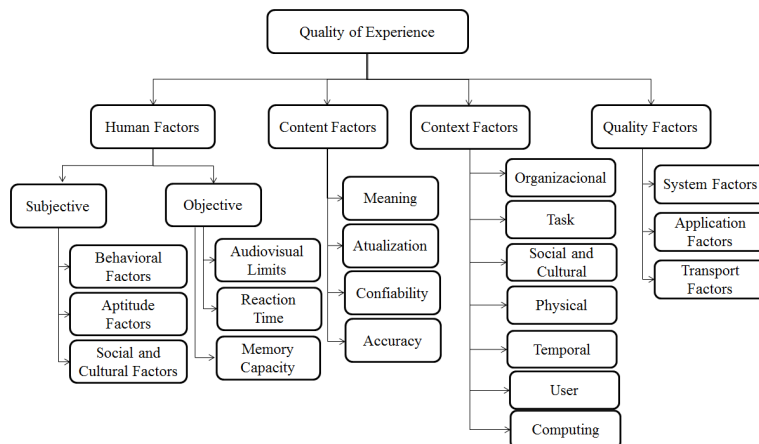 Quality of Experience
Human Factors
Content Factors
Context Factors
Quality Factors
Subjective
Objective
Behavioral
Factors
Aptitude
Factors
Social and
Cultural Factors
Audiovisual
Limits
Reaction
Time
Memory
Capacity
Meaning
Atualization
Confiability
Accuracy
Organizacional
Task
Social and
Cultural
Physical
Temporal
User
Computing
System Factors
Application
Factors
Transport
Factors